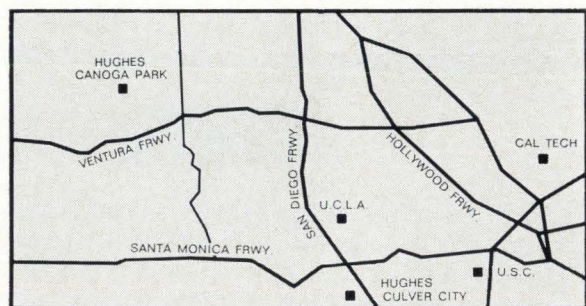 HUGHES
CANOGA PARK
VENTURA FRWY.
SAN DIEGO FRWY.
HOLLYWOOD FRWY.
CAL TECH
U.C.L.A.
SANTA MONICA FRWY.
U.S.C.
HUGHES
CULVER CITY